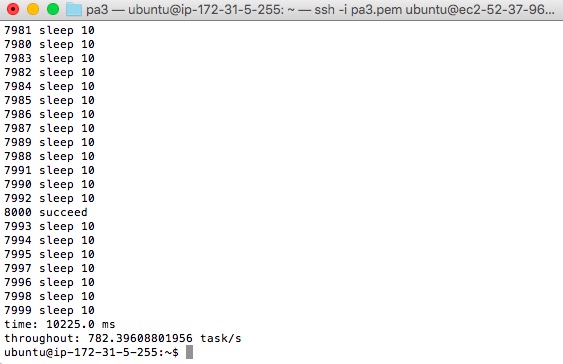 pa3 — ubuntu@ip-172-31-5-255: ~ — ssh -i pa3.pem ubuntu@ec2-52-37-96...
7981 sleep 10
7980 sleep 10
7983 sleep 10
7982 sleep 10
7984 sleep 10
7985 sleep 10
7986 sleep 10
7987 sleep 10
7989 sleep 10
7988 sleep 10
7991 sleep 10
7990 sleep 10
7992 sleep 10
8000 succeed
7993 sleep 10
7994 sleep 10
7995 sleep 10
7997 sleep 10
7996 sleep 10
7998 sleep 10
7999 sleep 10
time: 10225.0 ms
throughout: 782.39608801956 task/s
ubuntu@ip-172-31-5-255:~$